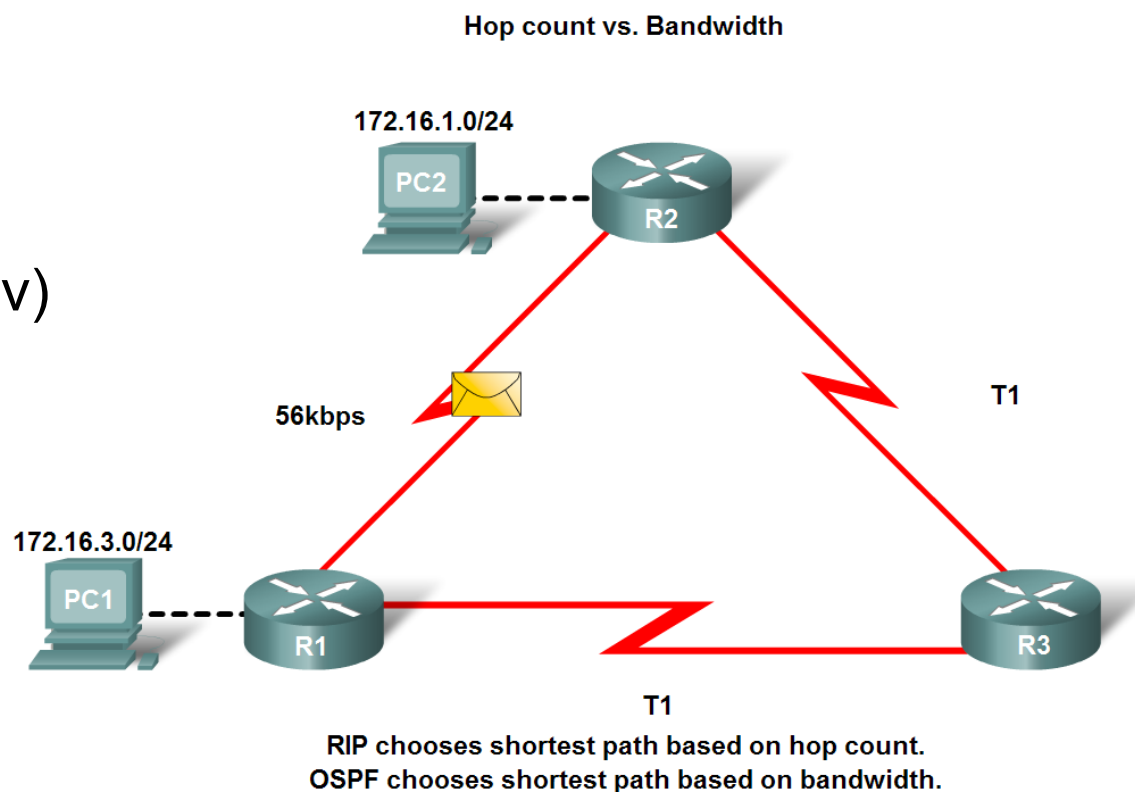 Hop count vs. Bandwidth
172.16.1.0/24
PC2
R2
v)
56kbps
T1
172.16.3.0/24
PC1
R1
R3
T1
RIP chooses shortest path based on hop count.
OSPF chooses shortest path based on bandwidth.